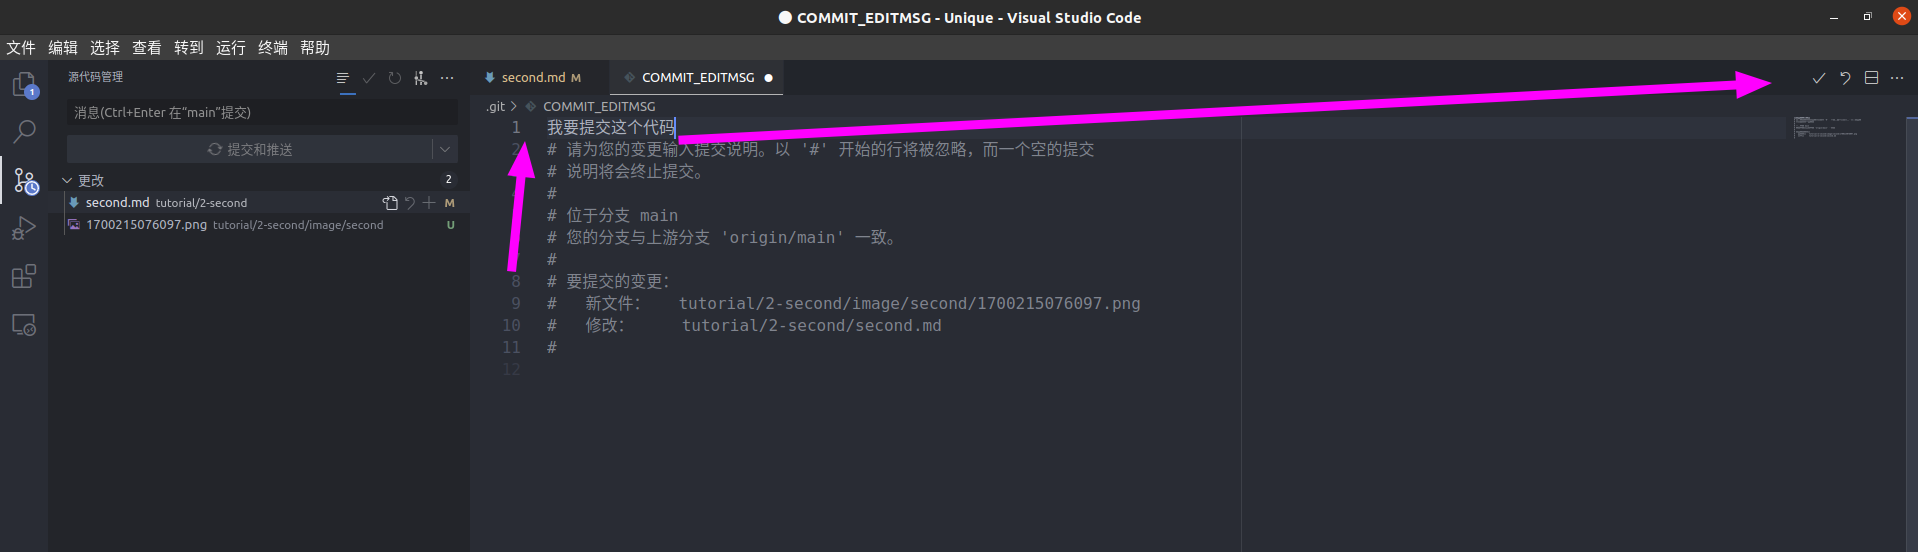 COMMIT_EDITMSG - Unique - Visual Studio Code
文件 编辑 选择 查看 转到 运行 终端 帮助
源代码管理
消息(Ctrl+Enter 在“main”提交)
提交和推送
更改 2
second.md tutorial/2-second M
1700215076097.png tutorial/2-second/image/second U
1
second.md M COMMIT_EDITMSG
.git > COMMIT_EDITMSG
1 我要提交这个代码
2 # 请为您的变更输入提交说明。以 '#' 开始的行将被忽略，而一个空的提交
# 说明将会终止提交。
#
# 位于分支 main
# 您的分支与上游分支 'origin/main' 一致。
#
8 # 要提交的变更：
9 # 新文件： tutorial/2-second/image/second/1700215076097.png
10 # 修改： tutorial/2-second/second.md
11 #
12